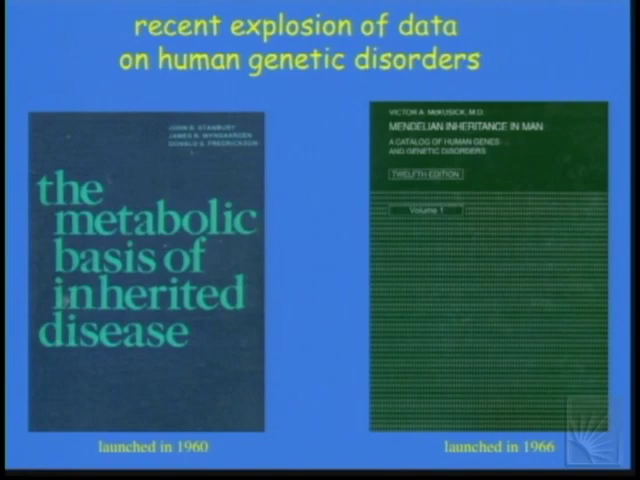 recent explosion of data
on human genetic disorders
JOHN B. STANBURY
JAMES B. WYNGAARDEN
DONALD S. FREDRICKSON
the
metabolic
basis of
inherited
disease
launched in 1960
VICTOR A. McKUSICK, M.D.
MENDELIAN INHERITANCE IN MAN
A CATALOG OF HUMAN GENES
AND GENETIC DISORDERS
TWELFTH EDITION
Volume 1
launched in 1966